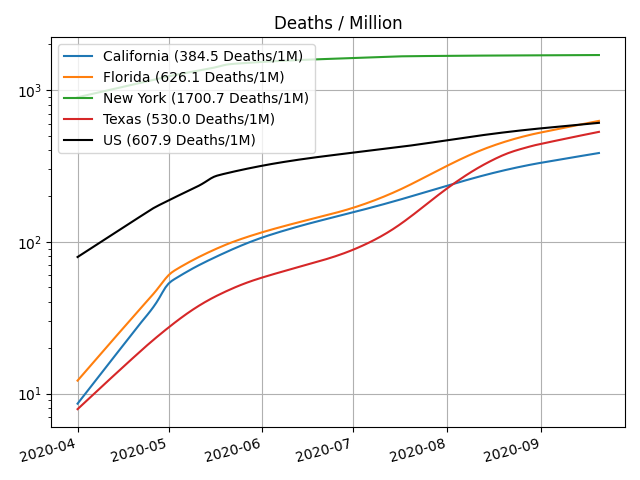 Deaths / Million
California (384.5 Deaths/1M)
Florida (626.1 Deaths/1M)
New York (1700.7 Deaths/1M)
Texas (530.0 Deaths/1M)
US (607.9 Deaths/1M)
10³
10²
10¹
2020-04
2020-05
2020-06
2020-07
2020-08
2020-09